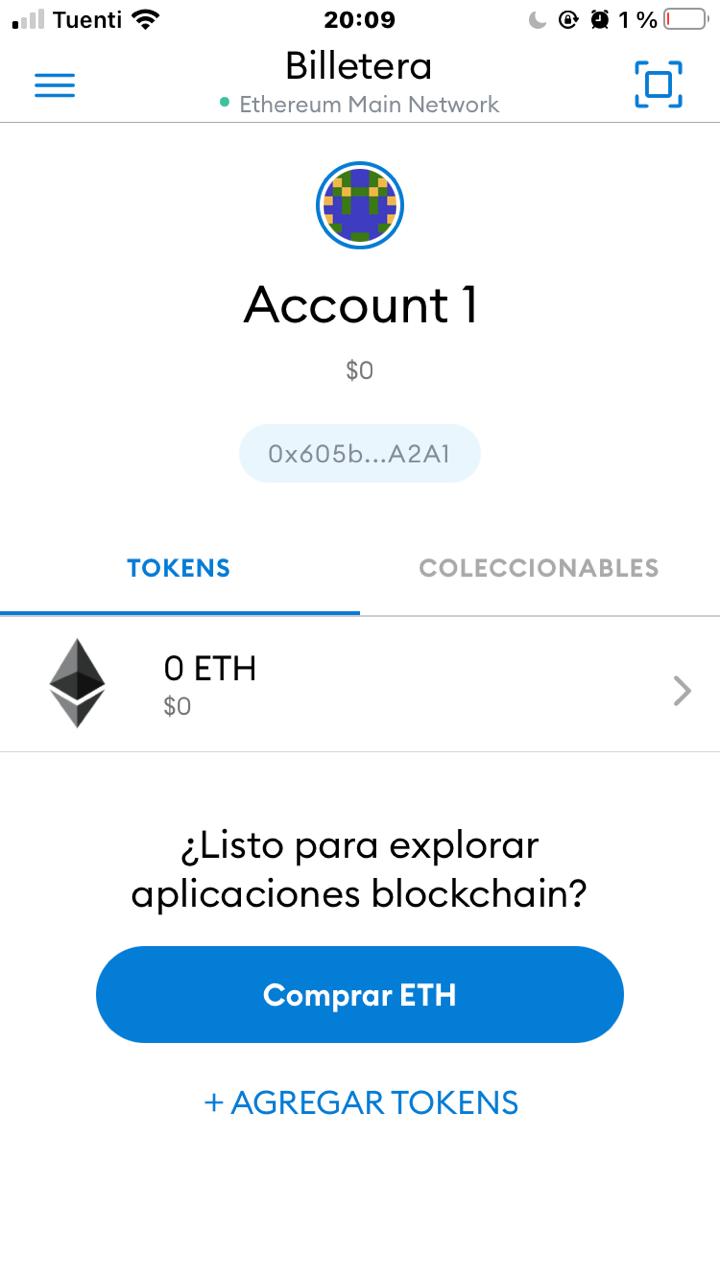 Tuenti 20:09 1 %
Billetera
Ethereum Main Network
Account 1
$0
0x605b...A2A1
TOKENS COLECCIONABLES
0 ETH
$0
¿Listo para explorar
aplicaciones blockchain?
Comprar ETH
+ AGREGAR TOKENS